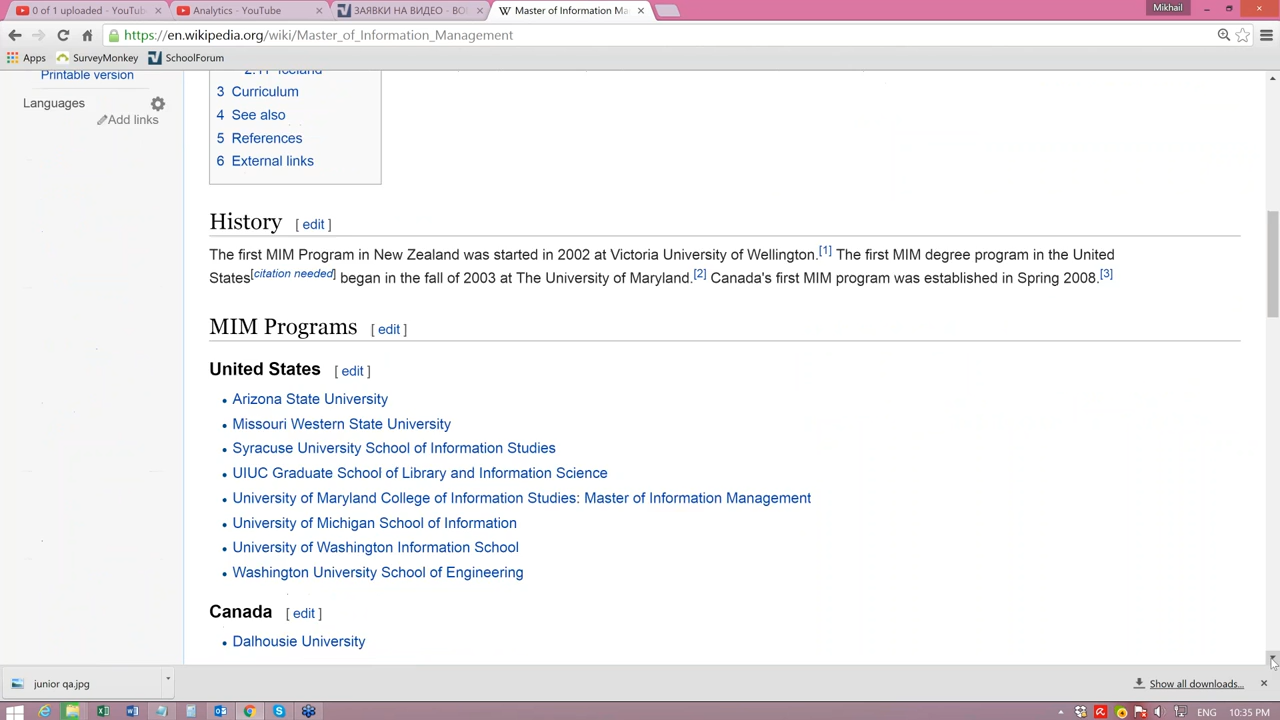 0 of 1 uploaded - YouTub
Analytics - YouTube
ЗАЯВКИ НА ВИДЕО - ВО
Master of Information Ma
Mikhail
https://en.wikipedia.org/wiki/Master_of_Information_Management
Apps SurveyMonkey SchoolForum
Printable version
Languages
Add links
3 Curriculum
4 See also
5 References
6 External links
History [ edit ]
The first MIM Program in New Zealand was started in 2002 at Victoria University of Wellington.[1] The first MIM degree program in the United
States[citation needed] began in the fall of 2003 at The University of Maryland.[2] Canada's first MIM program was established in Spring 2008.[3]
MIM Programs [ edit ]
United States [ edit ]
• Arizona State University
• Missouri Western State University
• Syracuse University School of Information Studies
• UIUC Graduate School of Library and Information Science
• University of Maryland College of Information Studies: Master of Information Management
• University of Michigan School of Information
• University of Washington Information School
• Washington University School of Engineering
Canada [ edit ]
• Dalhousie University
junior qa.jpg
Show all downloads...
ENG 10:35 PM